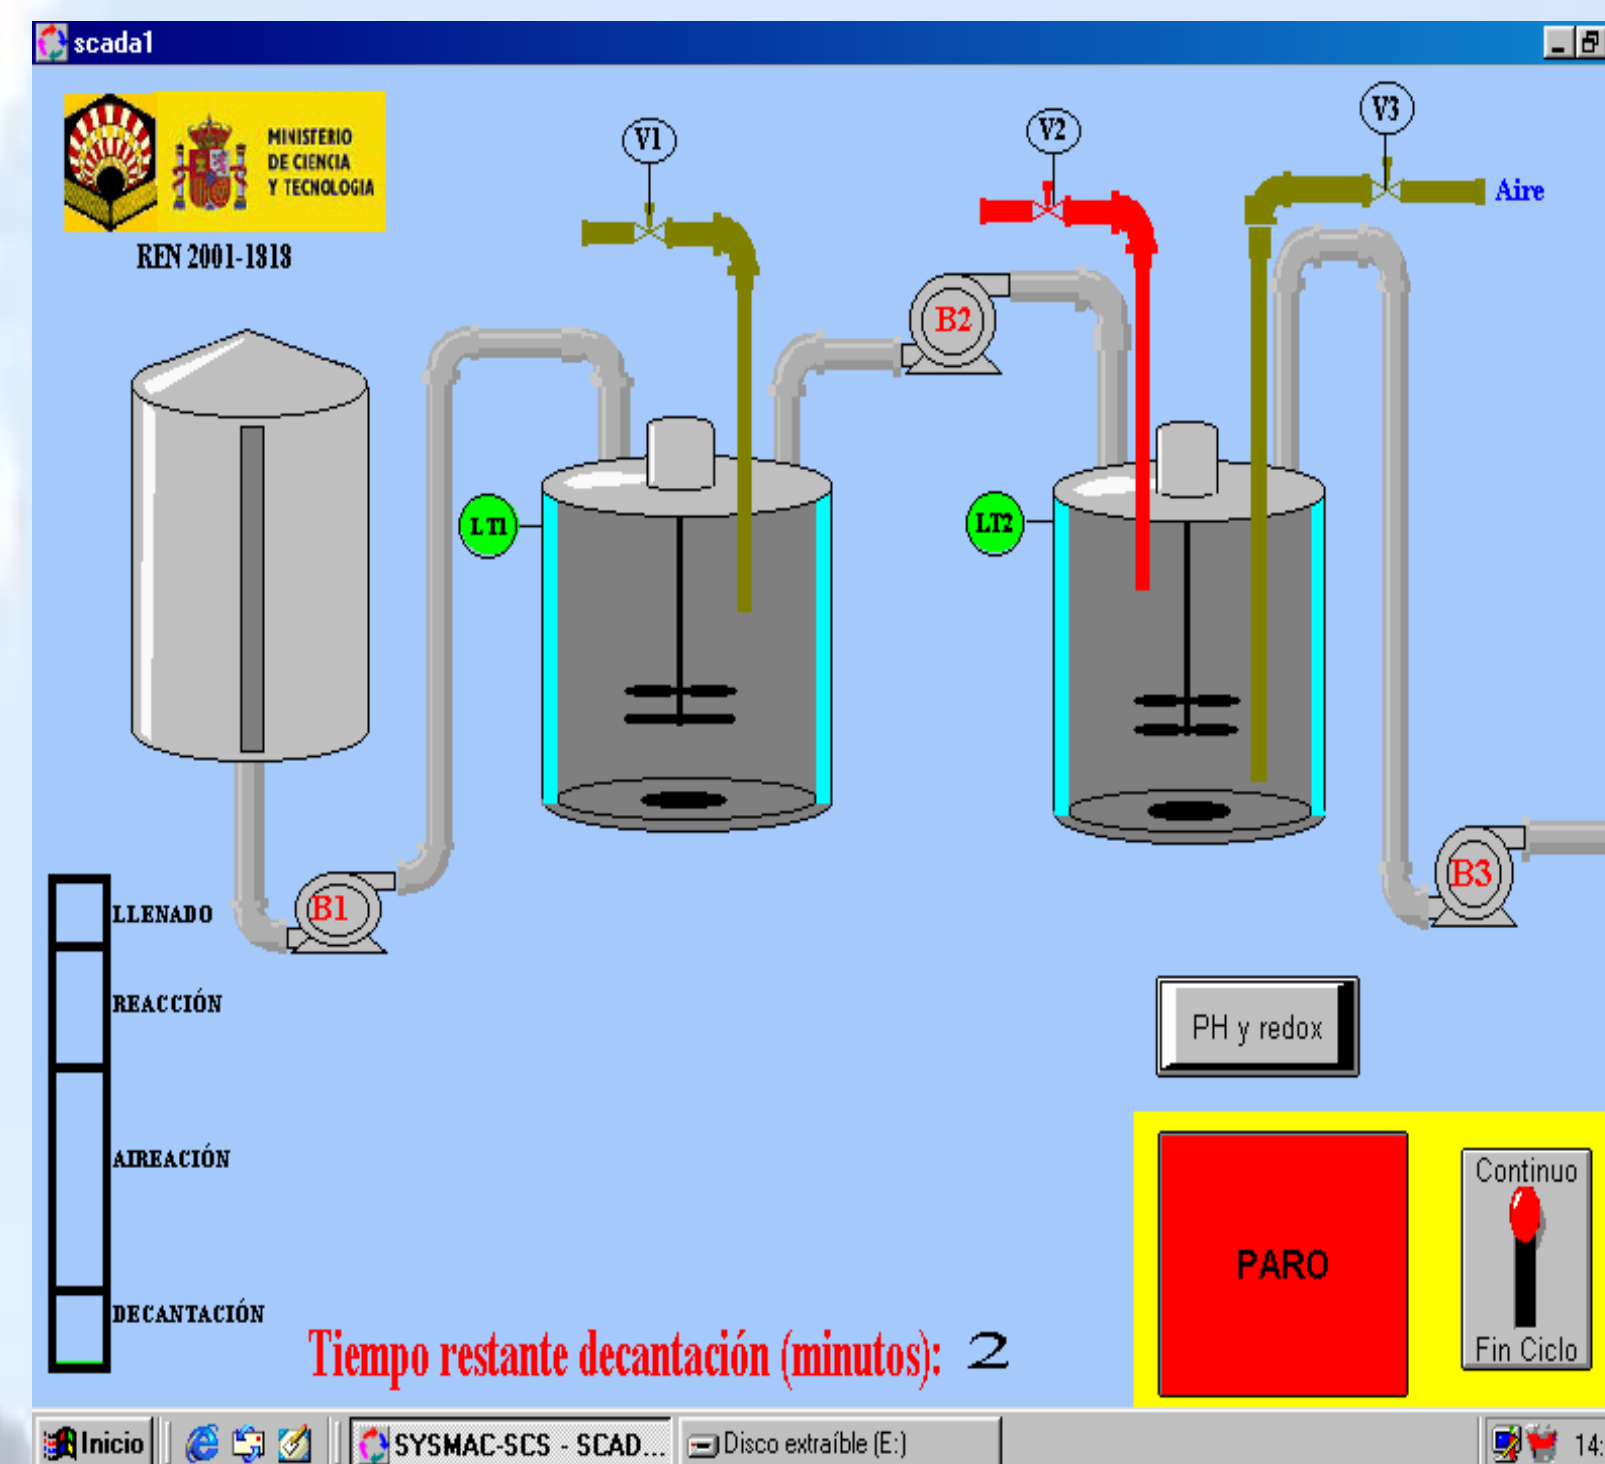 scada1
MINISTERIO
DE CIENCIA
Y TECNOLOGIA
REN 2001-1818
V1
V2
V3
Aire
B2
LT1
LT2
B1
B3
LLENADO
REACCIÓN
AIREACIÓN
DECANTACIÓN
PH y redox
PARO
Continuo
Fin Ciclo
Tiempo restante decantación (minutos): 2
Inicio
SYSMAC-SCS - SCAD...
Disco extraíble (E:)
14: